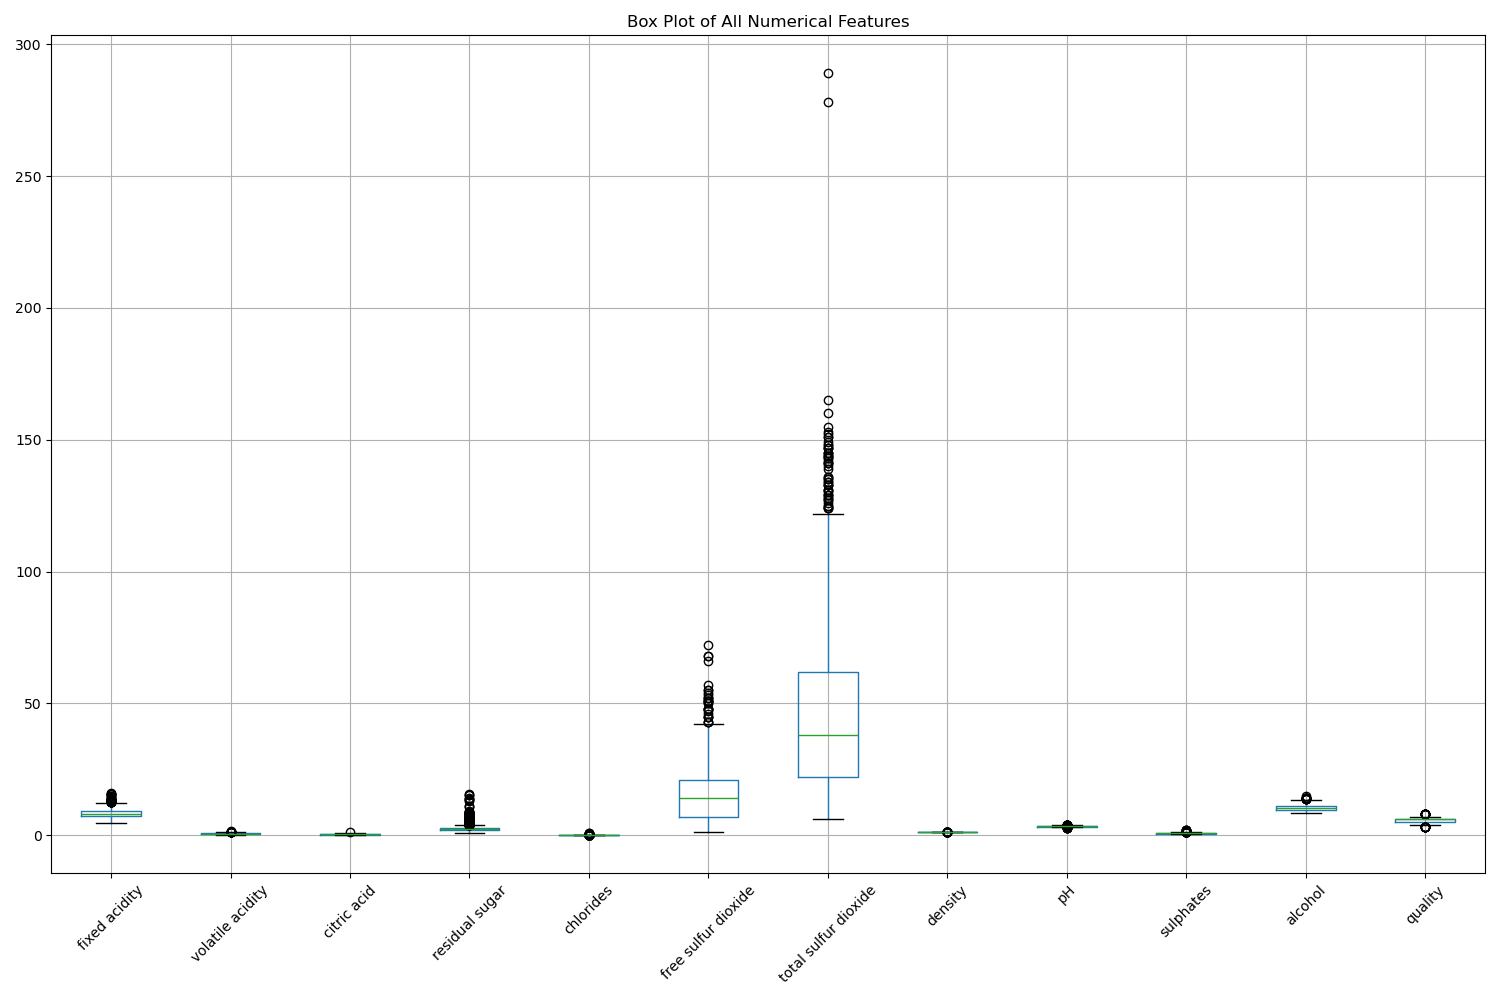 Box Plot of All Numerical Features
300
250
200
150
100
50
0
fixed acidity
volatile acidity
citric acid
residual sugar
chlorides
free sulfur dioxide
total sulfur dioxide
density
pH
sulphates
alcohol
quality